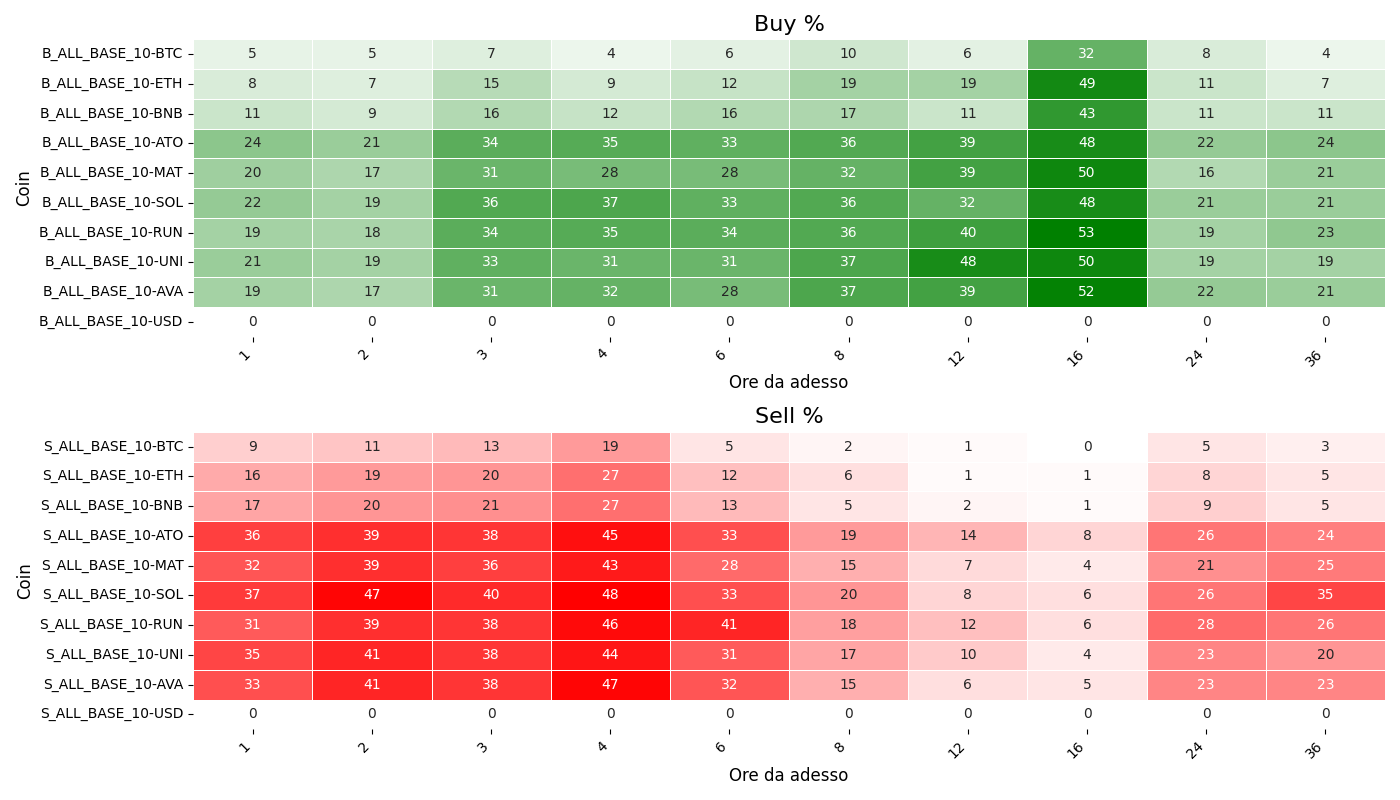 Buy %
B_ALL_BASE_10-BTC 5 5 7 4 6 10 6 32 8 4
B_ALL_BASE_10-ETH 8 7 15 9 12 19 19 49 11 7
B_ALL_BASE_10-BNB 11 9 16 12 16 17 11 43 11 11
B_ALL_BASE_10-ATO 24 21 34 35 33 36 39 48 22 24
B_ALL_BASE_10-MAT 20 17 31 28 28 32 39 50 16 21
B_ALL_BASE_10-SOL 22 19 36 37 33 36 32 48 21 21
B_ALL_BASE_10-RUN 19 18 34 35 34 36 40 53 19 23
B_ALL_BASE_10-UNI 21 19 33 31 31 37 48 50 19 19
B_ALL_BASE_10-AVA 19 17 31 32 28 37 39 52 22 21
B_ALL_BASE_10-USD 0 0 0 0 0 0 0 0 0 0
Coin
1 2 3 4 6 8 12 16 24 36
Ore da adesso
Sell %
S_ALL_BASE_10-BTC 9 11 13 19 5 2 1 0 5 3
S_ALL_BASE_10-ETH 16 19 20 27 12 6 1 1 8 5
S_ALL_BASE_10-BNB 17 20 21 27 13 5 2 1 9 5
S_ALL_BASE_10-ATO 36 39 38 45 33 19 14 8 26 24
S_ALL_BASE_10-MAT 32 39 36 43 28 15 7 4 21 25
S_ALL_BASE_10-SOL 37 47 40 48 33 20 8 6 26 35
S_ALL_BASE_10-RUN 31 39 38 46 41 18 12 6 28 26
S_ALL_BASE_10-UNI 35 41 38 44 31 17 10 4 23 20
S_ALL_BASE_10-AVA 33 41 38 47 32 15 6 5 23 23
S_ALL_BASE_10-USD 0 0 0 0 0 0 0 0 0 0
Coin
1 2 3 4 6 8 12 16 24 36
Ore da adesso